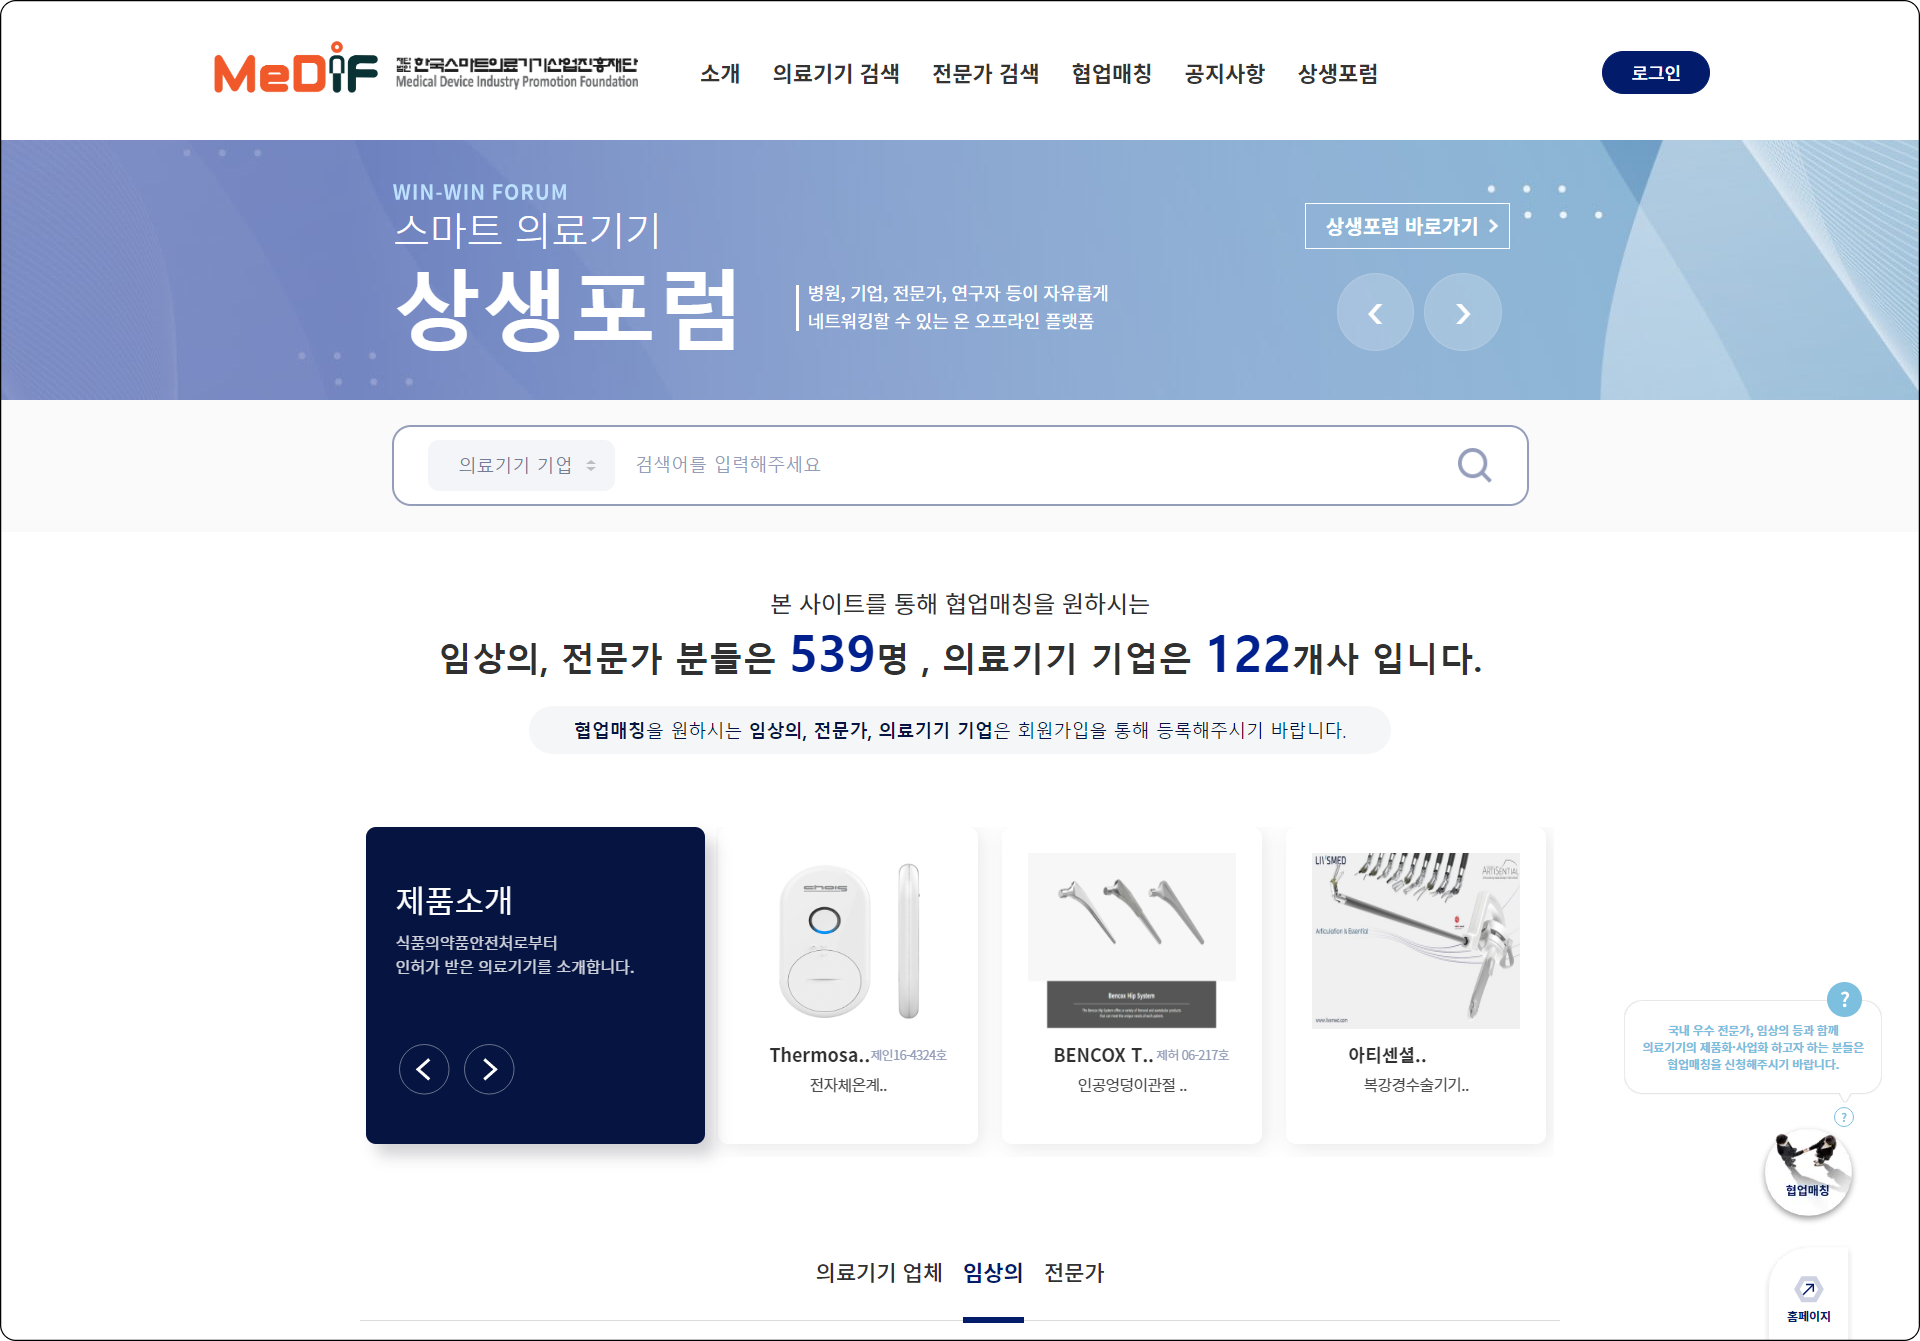 MeDiF
재단법인 한국스마트의료기기산업진흥재단
Medical Device Industry Promotion Foundation
소개 의료기기 검색 전문가 검색 협업매칭 공지사항 상생포럼
로그인
WIN-WIN FORUM
스마트 의료기기
상생포럼
병원, 기업, 전문가, 연구자 등이 자유롭게
네트워킹할 수 있는 온 오프라인 플랫폼
상생포럼 바로가기
의료기기 기업
검색어를 입력해주세요
본 사이트를 통해 협업매칭을 원하시는
임상의, 전문가 분들은 539명 , 의료기기 기업은 122개사 입니다.
협업매칭을 원하시는 임상의, 전문가, 의료기기 기업은 회원가입을 통해 등록해주시기 바랍니다.
제품소개
식품의약품안전처로부터
인허가 받은 의료기기를 소개합니다.
Thermosa.. 제인16-4324호
전자체온계..
Bencox Hip System
BENCOX T.. 제허 06-217호
인공엉덩이관절 ..
LIVSMED
ARTISENTIAL
Articulation & Essential
www.livsmed.com
아티센셜..
복강경수술기기..
?
국내 우수 전문가, 임상의 등과 함께
의료기기의 제품화·사업화 하고자 하는 분들은
협업매칭을 신청해주시기 바랍니다.
?
협업매칭
홈페이지
의료기기 업체 임상의 전문가